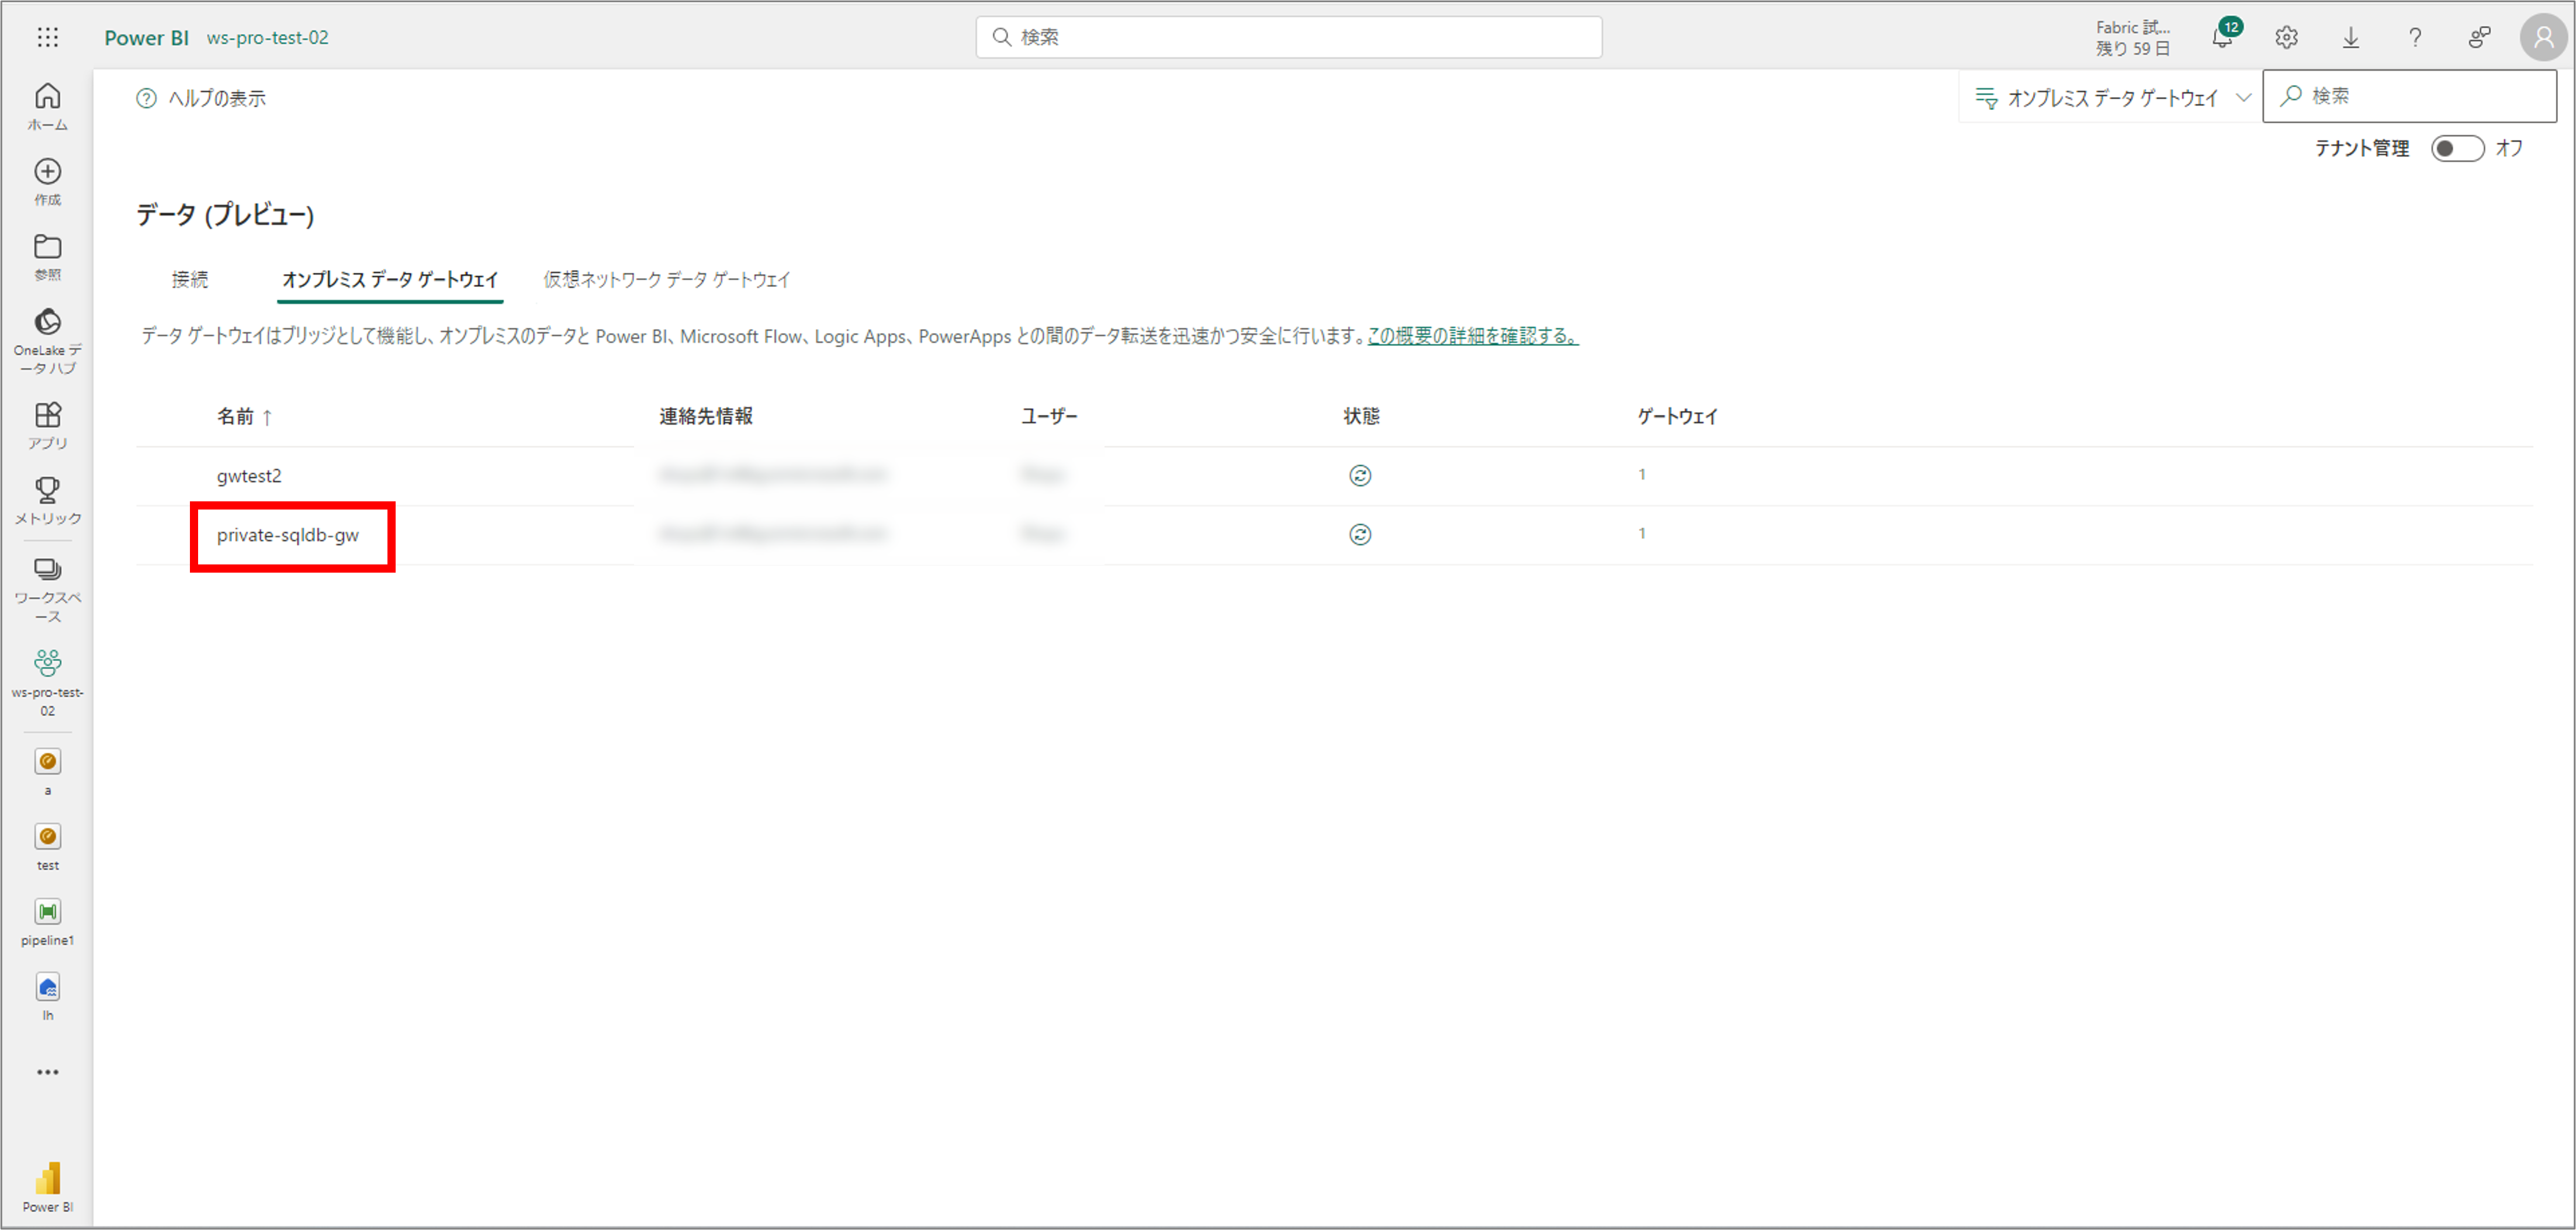 Power BI ws-pro-test-02
検索
Fabric 試...
残り 59 日
12
ホーム
作成
参照
OneLake デ
ータ ハブ
アプリ
メトリック
ワークスペ
ース
ws-pro-test-
02
a
test
pipeline1
lh
Power BI
ヘルプの表示
オンプレミス データ ゲートウェイ
検索
テナント管理 オフ
データ (プレビュー)
接続 オンプレミス データ ゲートウェイ 仮想ネットワーク データ ゲートウェイ
データ ゲートウェイはブリッジとして機能し、オンプレミスのデータと Power BI、Microsoft Flow、Logic Apps、PowerApps との間のデータ転送を迅速かつ安全に行います。この概要の詳細を確認する。
名前 ↑ 連絡先情報 ユーザー 状態 ゲートウェイ
gwtest2 1
private-sqldb-gw 1